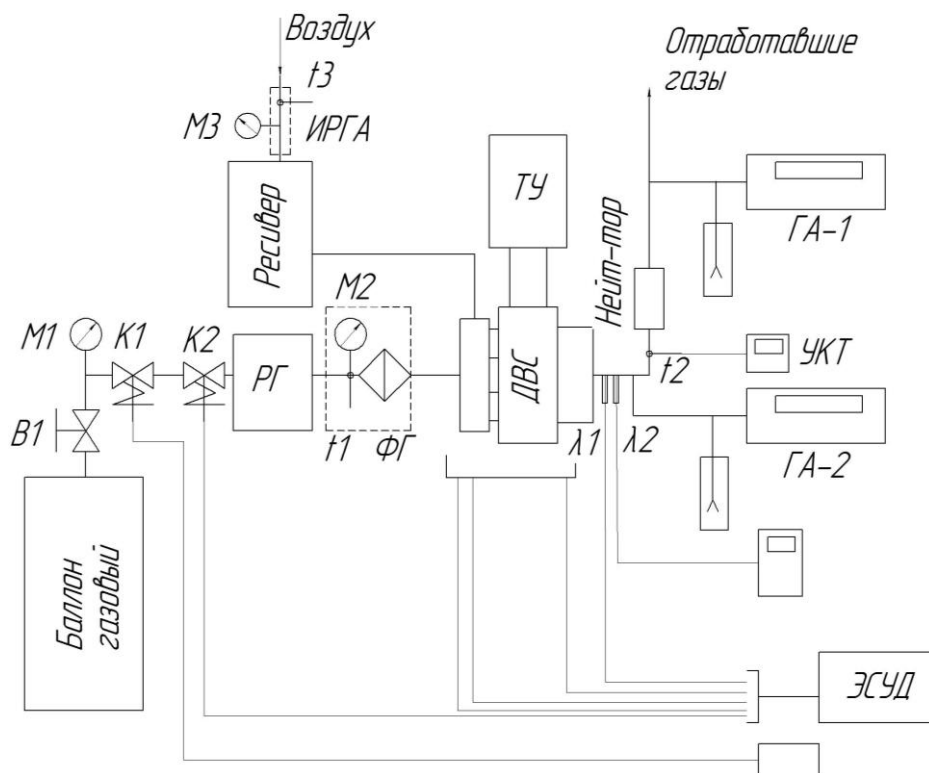 Воздух
t3
М3
ИРГА
Ресивер
Отработавшие
газы
ТУ
ГА-1
Нейт-тор
М2
М1
К1
К2
РГ
ДВС
t2
УКТ
В1
t1
ФГ
λ1
λ2
ГА-2
Баллон
газовый
ЭСУД